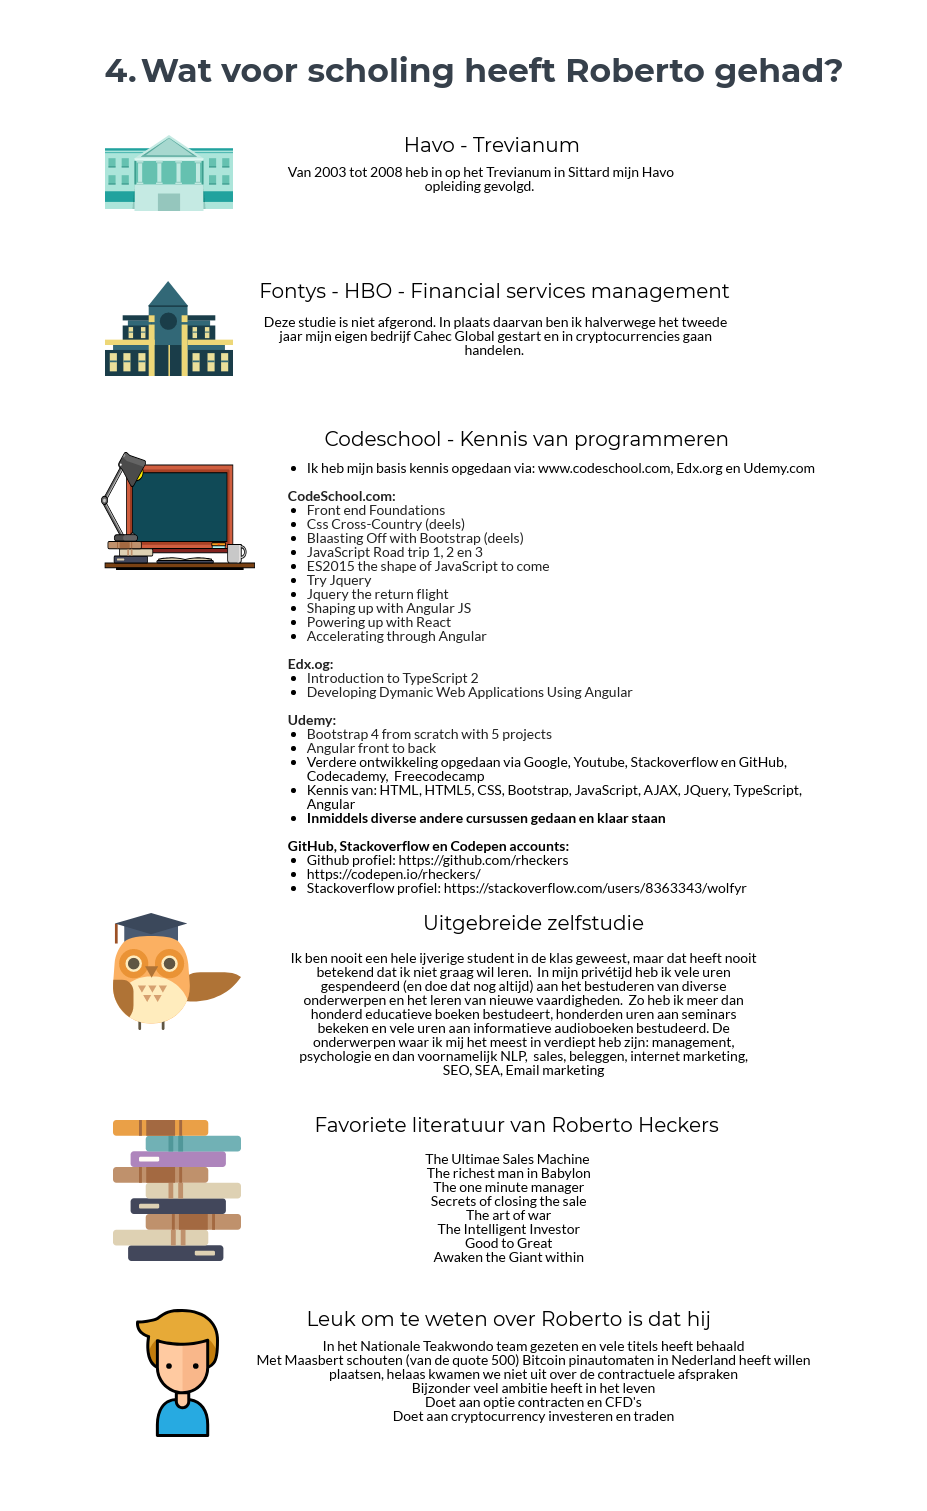 4. Wat voor scholing heeft Roberto gehad?
Havo - Trevianum
Van 2003 tot 2008 heb in op het Trevianum in Sittard mijn Havo
opleiding gevolgd.
Fontys - HBO - Financial services management
Deze studie is niet afgerond. In plaats daarvan ben ik halverwege het tweede
jaar mijn eigen bedrijf Cahec Global gestart en in cryptocurrencies gaan
handelen.
Codeschool - Kennis van programmeren
• Ik heb mijn basis kennis opgedaan via: www.codeschool.com, Edx.org en Udemy.com
CodeSchool.com:
• Front end Foundations
• Css Cross-Country (deels)
• Blaasting Off with Bootstrap (deels)
• JavaScript Road trip 1, 2 en 3
• ES2015 the shape of JavaScript to come
• Try Jquery
• Jquery the return flight
• Shaping up with Angular JS
• Powering up with React
• Accelerating through Angular
Edx.og:
• Introduction to TypeScript 2
• Developing Dymanic Web Applications Using Angular
Udemy:
• Bootstrap 4 from scratch with 5 projects
• Angular front to back
• Verdere ontwikkeling opgedaan via Google, Youtube, Stackoverflow en GitHub,
Codecademy, Freecodecamp
• Kennis van: HTML, HTML5, CSS, Bootstrap, JavaScript, AJAX, JQuery, TypeScript,
Angular
• Inmiddels diverse andere cursussen gedaan en klaar staan
GitHub, Stackoverflow en Codepen accounts:
• Github profiel: https://github.com/rheckers
• https://codepen.io/rheckers/
• Stackoverflow profiel: https://stackoverflow.com/users/8363343/wolfyr
Uitgebreide zelfstudie
Ik ben nooit een hele ijverige student in de klas geweest, maar dat heeft nooit
betekend dat ik niet graag wil leren. In mijn privétijd heb ik vele uren
gespendeerd (en doe dat nog altijd) aan het bestuderen van diverse
onderwerpen en het leren van nieuwe vaardigheden. Zo heb ik meer dan
honderd educatieve boeken bestudeert, honderden uren aan seminars
bekeken en vele uren aan informatieve audioboeken bestudeerd. De
onderwerpen waar ik mij het meest in verdiept heb zijn: management,
psychologie en dan voornamelijk NLP, sales, beleggen, internet marketing,
SEO, SEA, Email marketing
Favoriete literatuur van Roberto Heckers
The Ultimae Sales Machine
The richest man in Babylon
The one minute manager
Secrets of closing the sale
The art of war
The Intelligent Investor
Good to Great
Awaken the Giant within
Leuk om te weten over Roberto is dat hij
In het Nationale Teakwondo team gezeten en vele titels heeft behaald
Met Maasbert schouten (van de quote 500) Bitcoin pinautomaten in Nederland heeft willen
plaatsen, helaas kwamen we niet uit over de contractuele afspraken
Bijzonder veel ambitie heeft in het leven
Doet aan optie contracten en CFD's
Doet aan cryptocurrency investeren en traden